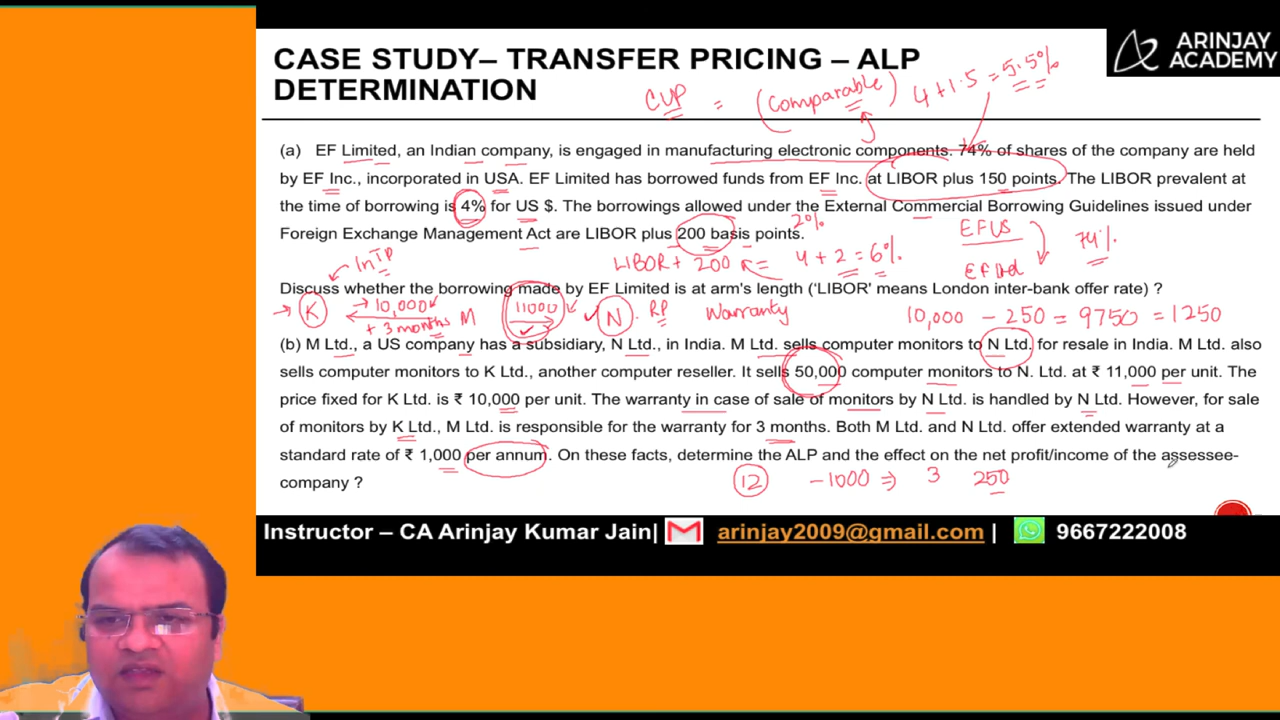 CASE STUDY– TRANSFER PRICING – ALP
DETERMINATION
ARINJAY
ACADEMY
CUP = (Comparable) 4+1.5 = 5.5%
(a) EF Limited, an Indian company, is engaged in manufacturing electronic components. 74% of shares of the company are held
by EF Inc., incorporated in USA. EF Limited has borrowed funds from EF Inc. at LIBOR plus 150 points. The LIBOR prevalent at
the time of borrowing is 4% for US $. The borrowings allowed under the External Commercial Borrowing Guidelines issued under
2%
Foreign Exchange Management Act are LIBOR plus 200 basis points.
EFUS
EF Ltd
74%
LIBOR + 200 = 4 + 2 = 6%
In TP
Discuss whether the borrowing made by EF Limited is at arm's length ('LIBOR' means London inter-bank offer rate) ?
K 10,000 M 11000 N RP Warranty 10,000 - 250 = 9750 = 1250
+ 3 months
(b) M Ltd., a US company has a subsidiary, N Ltd., in India. M Ltd. sells computer monitors to N Ltd. for resale in India. M Ltd. also
sells computer monitors to K Ltd., another computer reseller. It sells 50,000 computer monitors to N. Ltd. at ₹ 11,000 per unit. The
price fixed for K Ltd. is ₹ 10,000 per unit. The warranty in case of sale of monitors by N Ltd. is handled by N Ltd. However, for sale
of monitors by K Ltd., M Ltd. is responsible for the warranty for 3 months. Both M Ltd. and N Ltd. offer extended warranty at a
standard rate of ₹ 1,000 per annum. On these facts, determine the ALP and the effect on the net profit/income of the assessee-
company ?
12 - 1000 ⇒ 3 250
Instructor – CA Arinjay Kumar Jain| arinjay2009@gmail.com | 9667222008